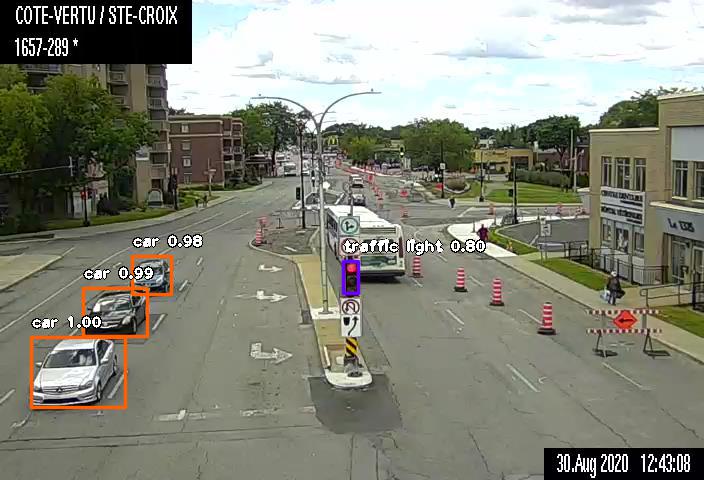 COTE-VERTU / STE-CROIX
1657-289 *
car 0.98
traffic light 0.80
car 0.99
car 1.00
30.Aug 2020 12:43:08